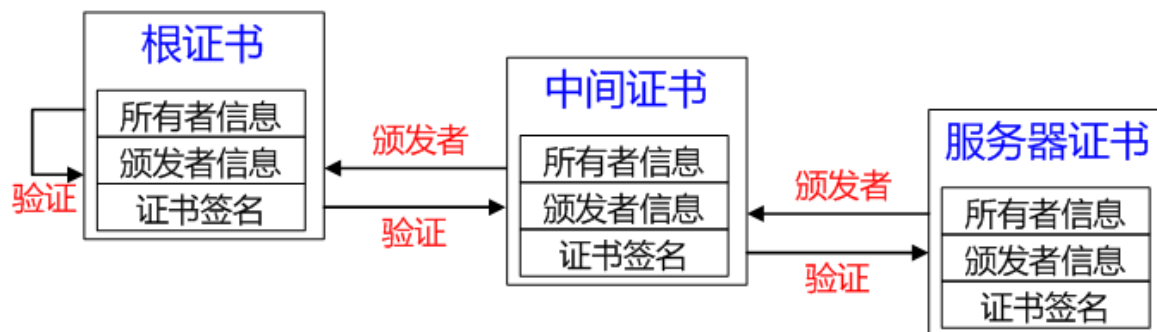 根证书
所有者信息
颁发者信息
证书签名
验证
颁发者
验证
中间证书
所有者信息
颁发者信息
证书签名
颁发者
验证
服务器证书
所有者信息
颁发者信息
证书签名